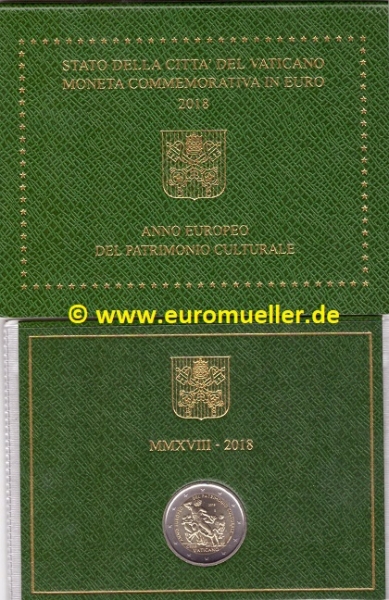 STATO DELLA CITTA' DEL VATICANO
MONETA COMMEMORATIVA IN EURO
2018
ANNO EUROPEO
DEL PATRIMONIO CULTURALE
© www.euromueller.de
MMXVIII - 2018
VATICANO